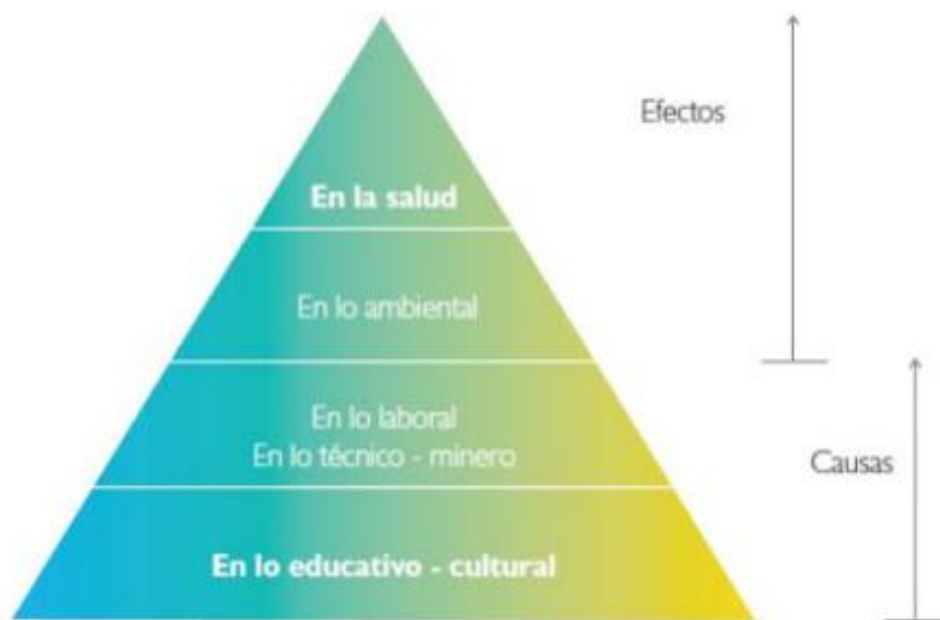 Efectos
En la salud
En lo ambiental
En lo laboral
En lo técnico - minero
Causas
En lo educativo - cultural